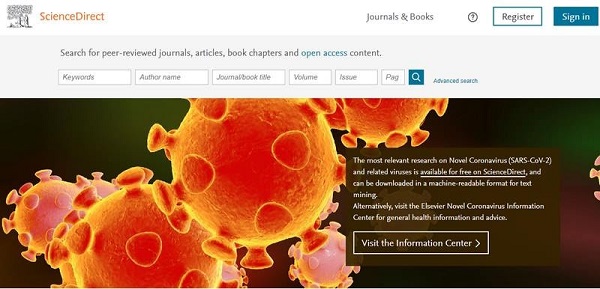 ScienceDirect
Journals & Books
?
Register
Sign in
Search for peer-reviewed journals, articles, book chapters and open access content.
Keywords
Author name
Journal/book title
Volume
Issue
Pag
Advanced search
The most relevant research on Novel Coronavirus (SARS-CoV-2)
and related viruses is available for free on ScienceDirect, and
can be downloaded in a machine-readable format for text
mining.
Alternatively, visit the Elsevier Novel Coronavirus Information
Center for general health information and advice.
Visit the Information Center >